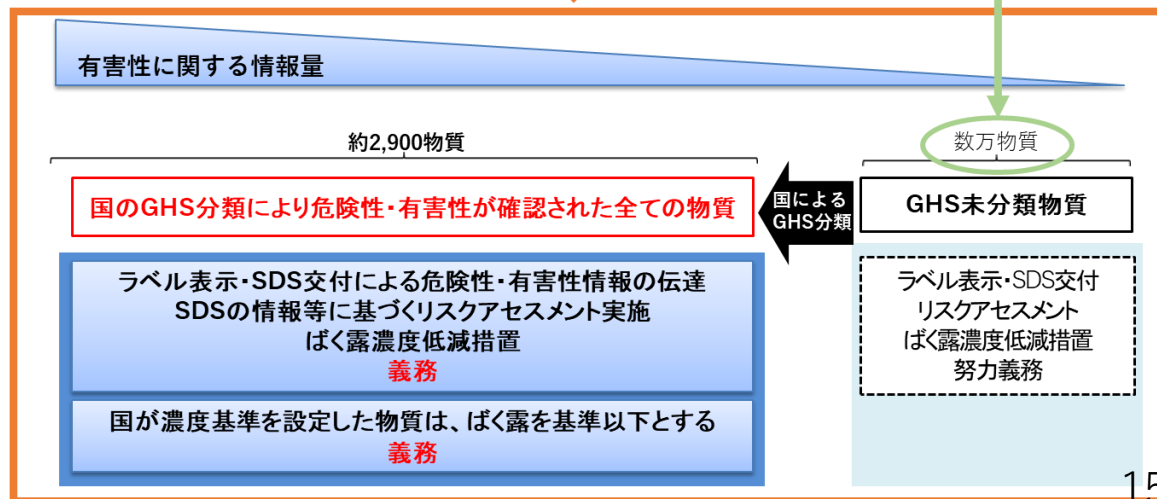 有害性に関する情報量
約2,900物質
数万物質
国のGHS分類により危険性・有害性が確認された全ての物質
国による
GHS分類
GHS未分類物質
ラベル表示・SDS交付による危険性・有害性情報の伝達
SDSの情報等に基づくリスクアセスメント実施
ばく露濃度低減措置
義務
国が濃度基準を設定した物質は、ばく露を基準以下とする
義務
ラベル表示・SDS交付
リスクアセスメント
ばく露濃度低減措置
努力義務
15